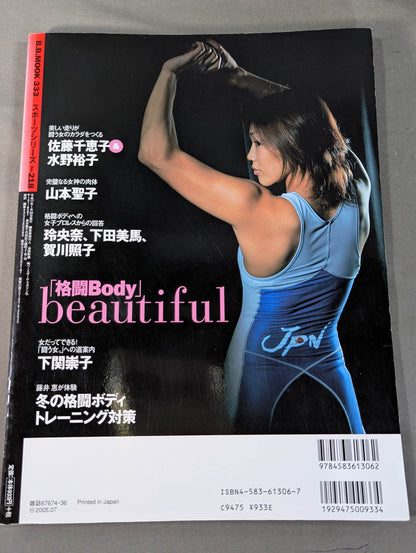 B.B.MOOK 333 スポーツシリーズ 218
美しい走りが
闘う女のカラダをつくる
佐藤千恵子&
水野裕子
完璧なる女神の肉体
山本聖子
格闘ボディへの
女子プロレスからの回答
玲央奈、下田美馬、
賀川照子
「格闘Body」
beautiful
女だってできる!
「闘う女」への道案内
下関崇子
藤井 恵が体験
冬の格闘ボディ
トレーニング対策
JPN
9784583613062
ISBN4-583-61306-7
C9475 ¥933E
1929475009334
雑誌67674-36 Printed in Japan
©2005.07